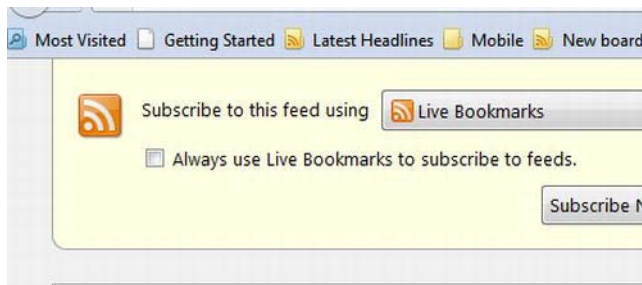 Most Visited Getting Started Latest Headlines Mobile New board
Subscribe to this feed using Live Bookmarks
Always use Live Bookmarks to subscribe to feeds.
Subscribe N